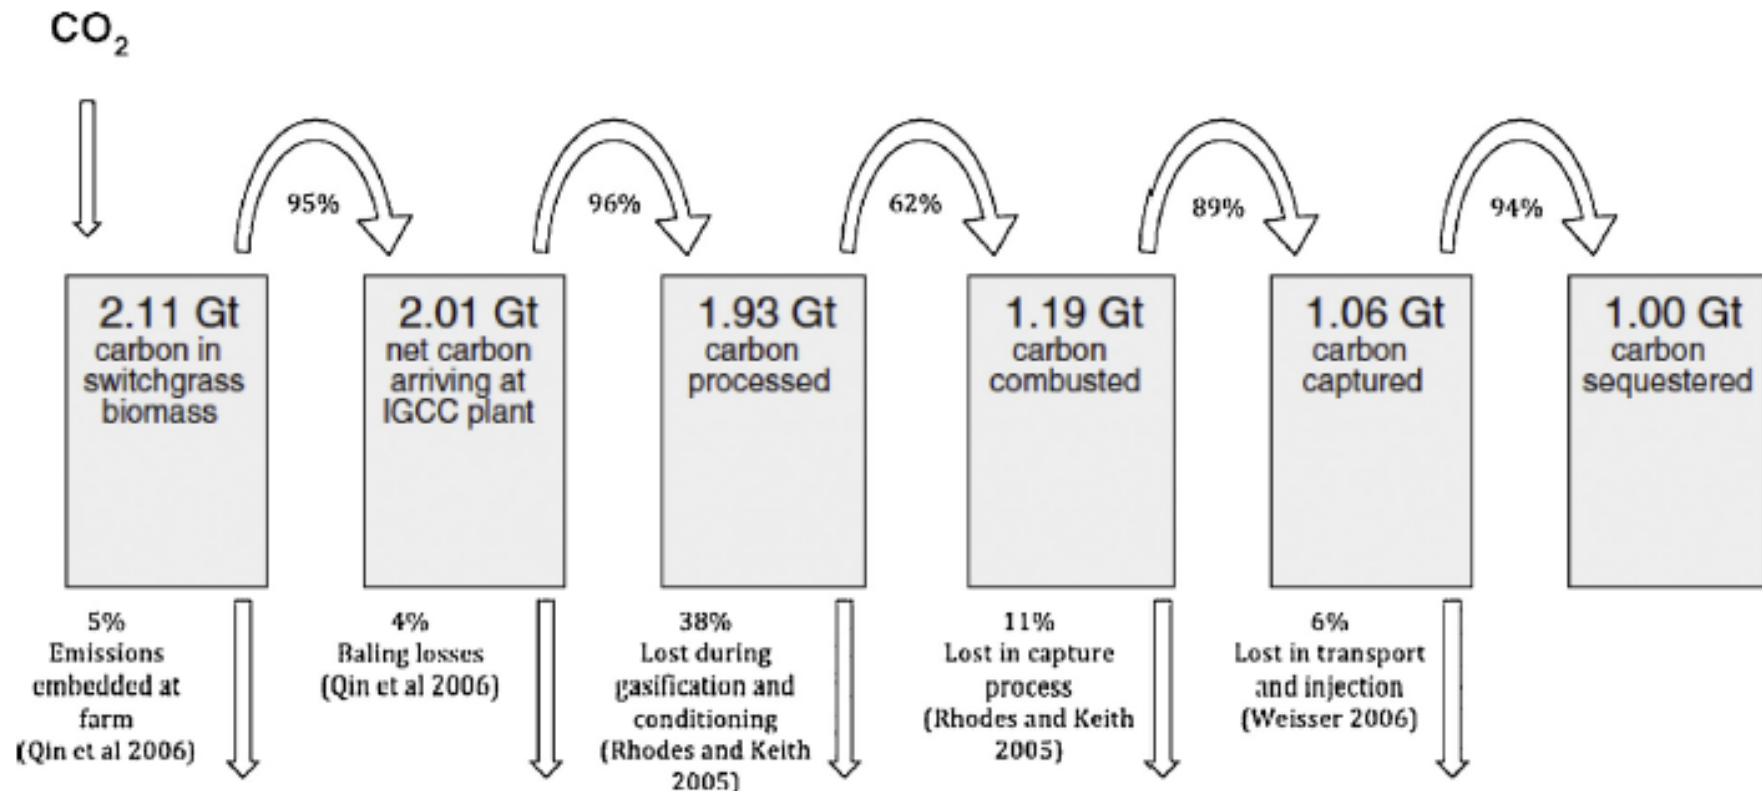 CO₂
95%
96%
62%
89%
94%
2.11 Gt
carbon in
switchgrass
biomass
2.01 Gt
net carbon
arriving at
IGCC plant
1.93 Gt
carbon
processed
1.19 Gt
carbon
combusted
1.06 Gt
carbon
captured
1.00 Gt
carbon
sequestered
5%
Emissions
embedded at
farm
(Qin et al 2006)
4%
Baling losses
(Qin et al 2006)
38%
Lost during
gasification and
conditioning
(Rhodes and Keith
2005)
11%
Lost in capture
process
(Rhodes and Keith
2005)
6%
Lost in transport
and injection
(Weisser 2006)